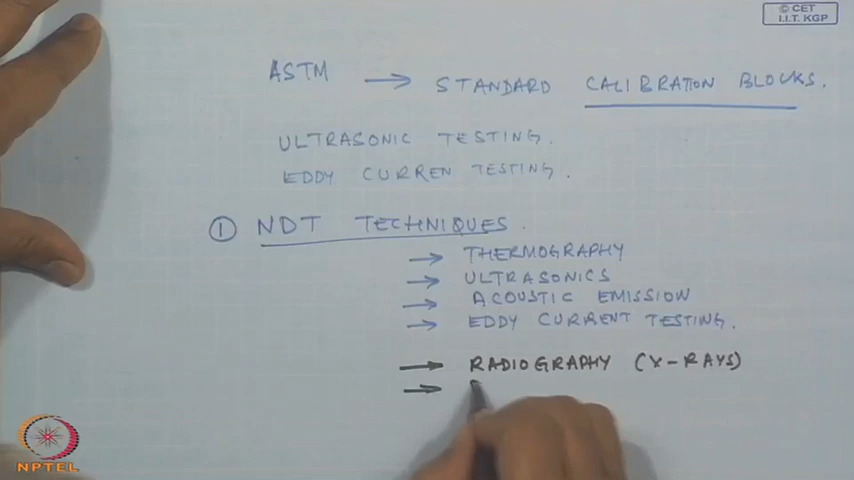 © CET
I.I.T. KGP
ASTM → STANDARD CALIBRATION BLOCKS.
ULTRASONIC TESTING.
EDDY CURREN TESTING.
① NDT TECHNIQUES.
→ THERMOGRAPHY
→ ULTRASONICS
→ ACOUSTIC EMISSION
→ EDDY CURRENT TESTING.
→ RADIOGRAPHY (X-RAYS)
→
NPTEL